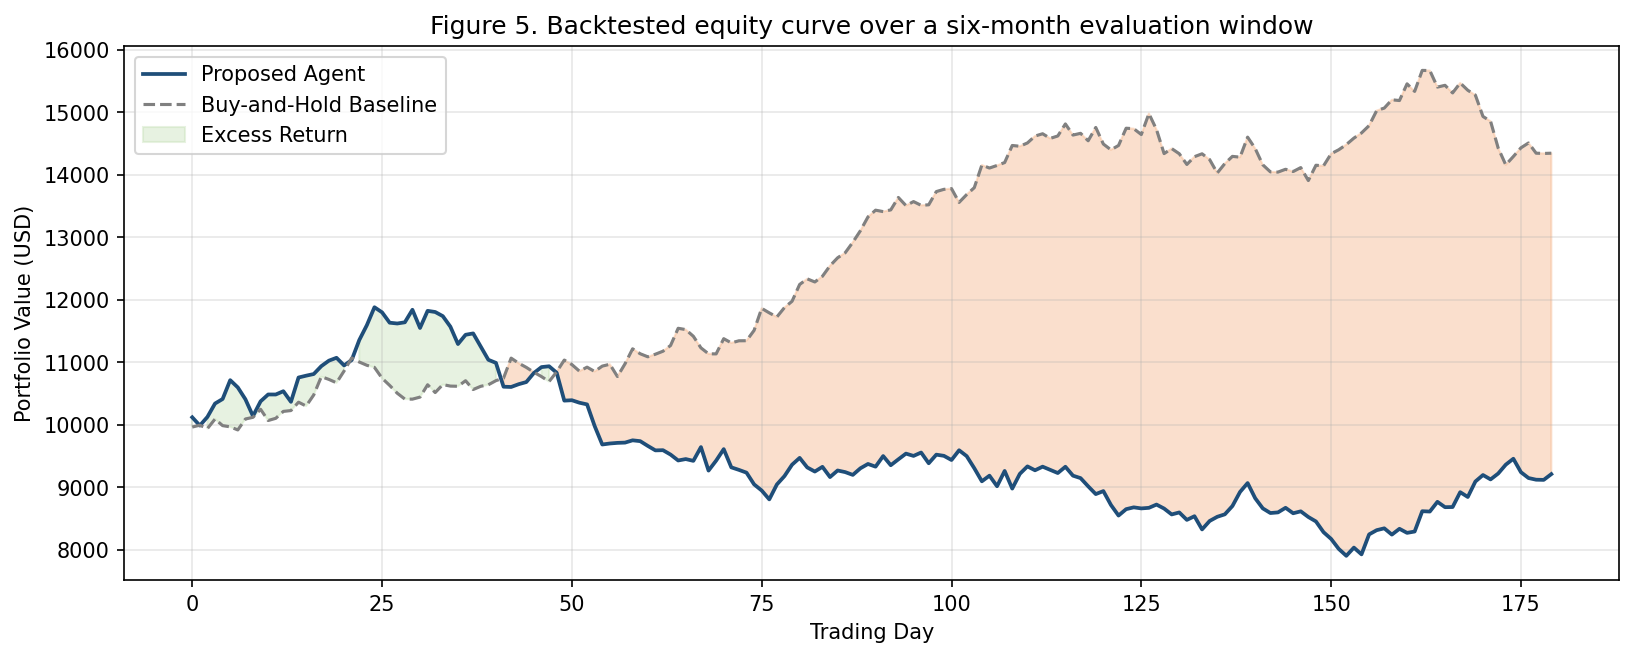 Figure 5. Backtested equity curve over a six-month evaluation window
16000
15000
14000
13000
12000
11000
10000
9000
8000
Portfolio Value (USD)
Proposed Agent
Buy-and-Hold Baseline
Excess Return
0
25
50
75
100
125
150
175
Trading Day